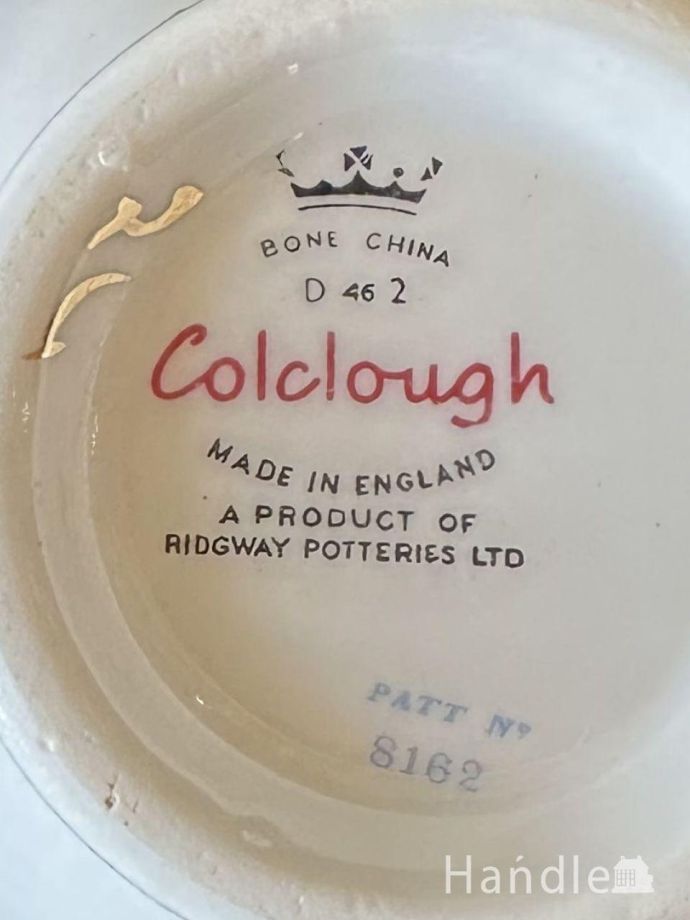 BONE CHINA
D 46 2
Colclough
MADE IN ENGLAND
A PRODUCT OF
RIDGWAY POTTERIES LTD
PATT Nº
8162
Handle